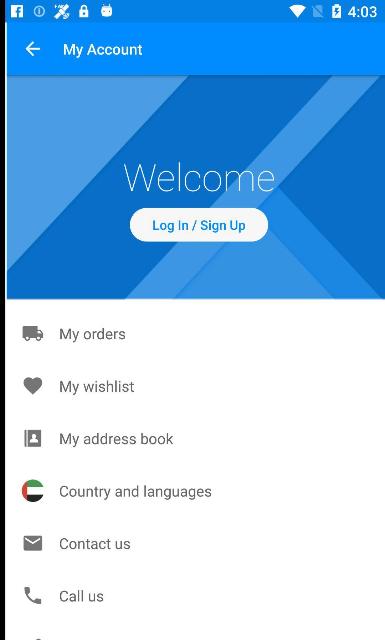 4:03
My Account
Welcome
Log In / Sign Up
My orders
My wishlist
My address book
Country and languages
Contact us
Call us